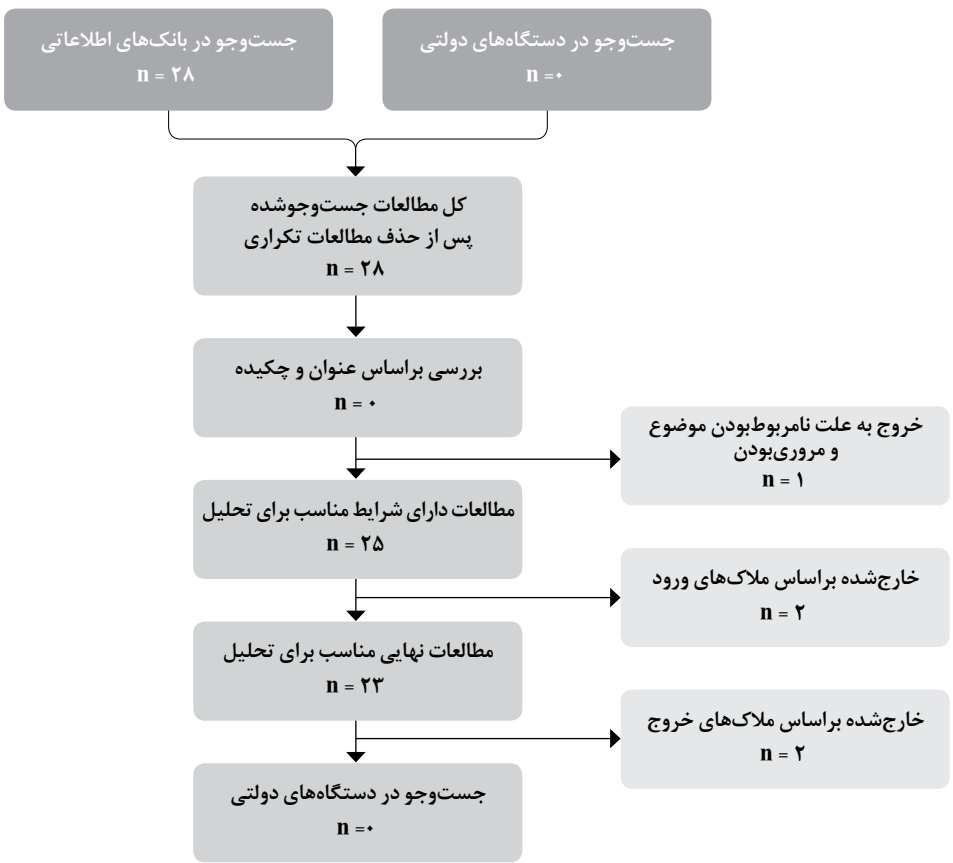 جست‌وجو در دستگاه‌های دولتی
n =۰
جست‌وجو در بانک‌های اطلاعاتی
n = ۲۸
کل مطالعات جست‌وجوشده
پس از حذف مطالعات تکراری
n = ۲۸
بررسی براساس عنوان و چکیده
n = ۰
خروج به علت نامربوط‌بودن موضوع
و مروری‌بودن
n = ۱
مطالعات دارای شرایط مناسب برای تحلیل
n = ۲۵
خارج‌شده براساس ملاک‌های ورود
n = ۲
مطالعات نهایی مناسب برای تحلیل
n = ۲۳
خارج‌شده براساس ملاک‌های خروج
n = ۲
جست‌وجو در دستگاه‌های دولتی
n =۰